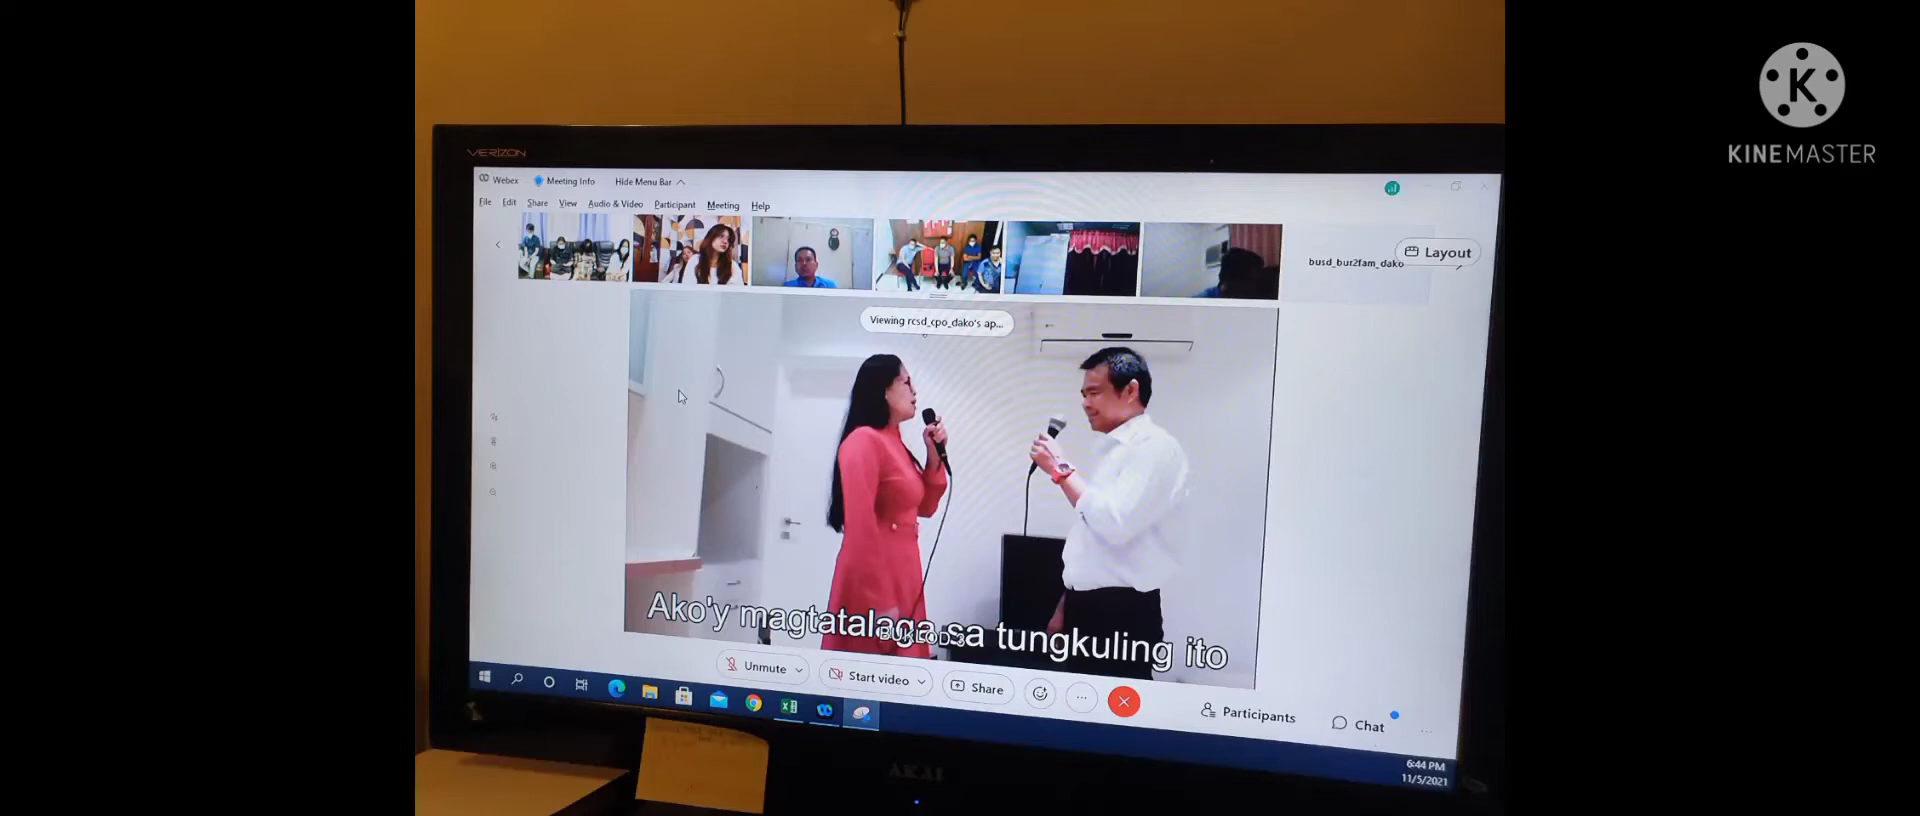 VERIZON
Webex Meeting Info Hide Menu Bar
File Edit Share View Audio & Video Participant Meeting Help
Layout
busd_bur2fam_dako
Viewing rcsd_cpo_dako's ap...
Ako'y magtatalaga sa tungkuling ito
BUKLOD 3
Unmute
Start video
Share
Participants
Chat
6:44 PM
11/5/2021
AKAI
K
KINEMASTER